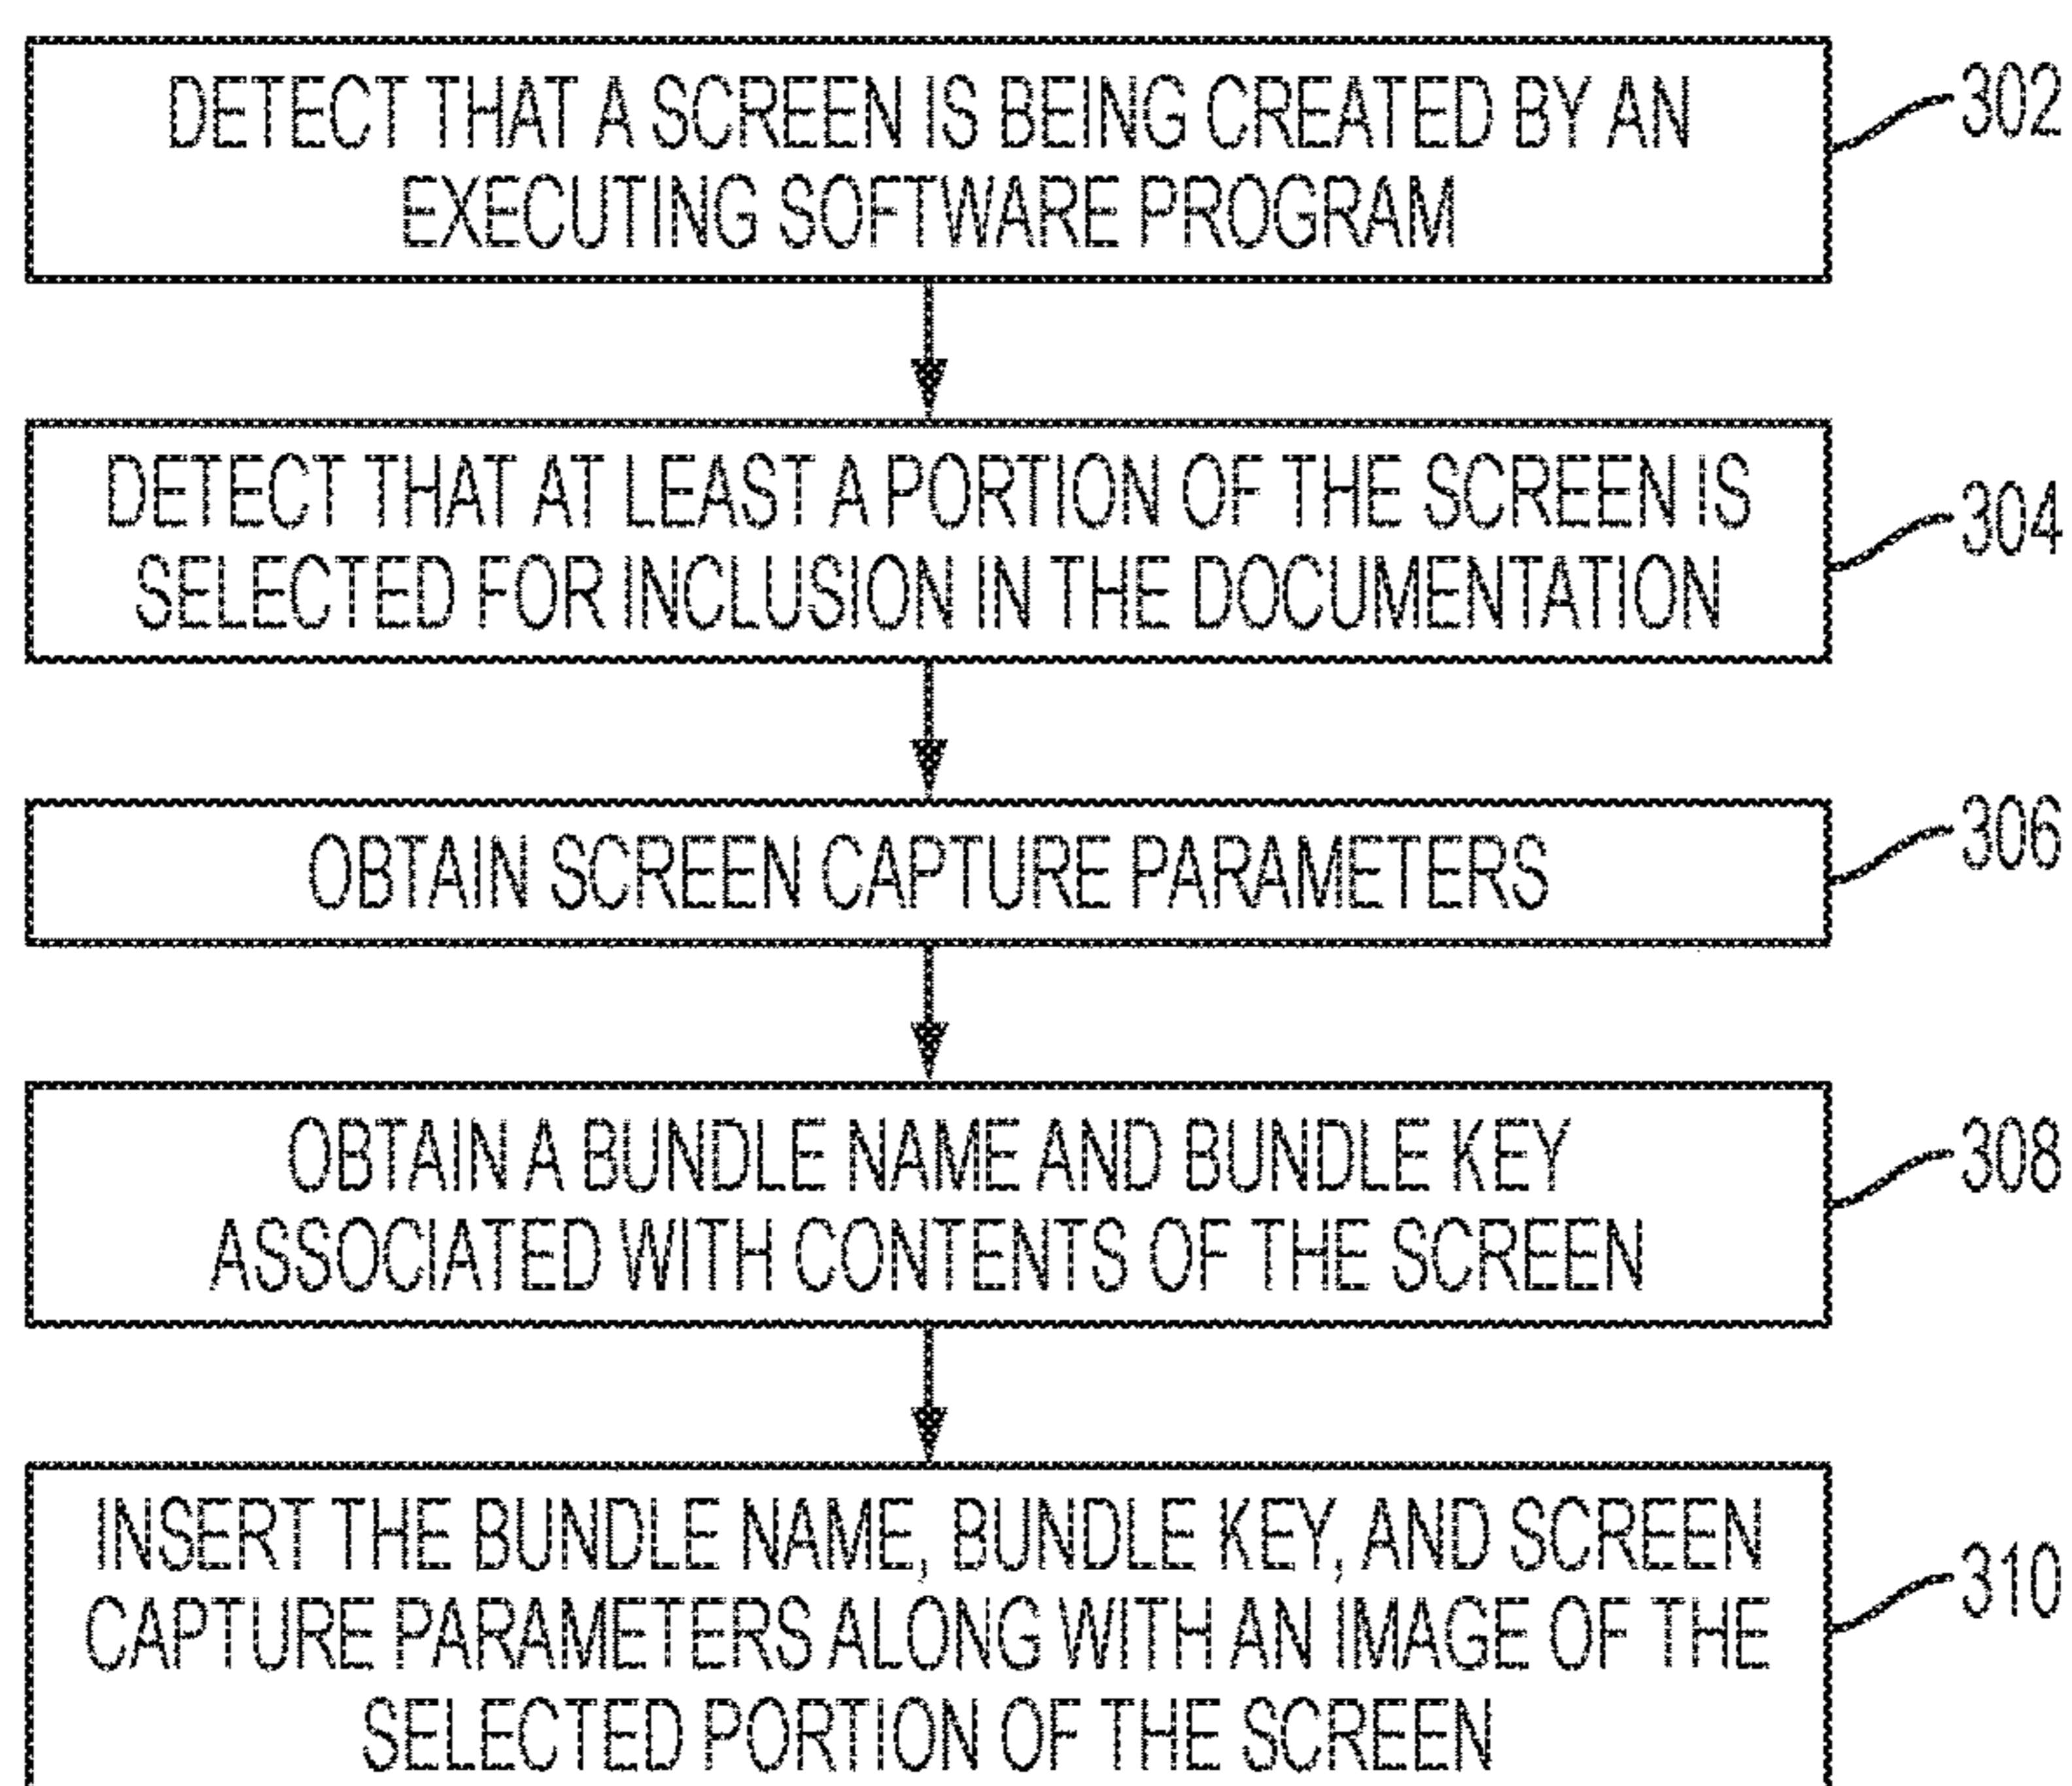 DETECT THAT A SCREEN IS BEING CREATED BY AN
EXECUTING SOFTWARE PROGRAM
302
DETECT THAT AT LEAST A PORTION OF THE SCREEN IS
SELECTED FOR INCLUSION IN THE DOCUMENTATION
304
OBTAIN SCREEN CAPTURE PARAMETERS
306
OBTAIN A BUNDLE NAME AND BUNDLE KEY
ASSOCIATED WITH CONTENTS OF THE SCREEN
308
INSERT THE BUNDLE NAME, BUNDLE KEY, AND SCREEN
CAPTURE PARAMETERS ALONG WITH AN IMAGE OF THE
SELECTED PORTION OF THE SCREEN
310